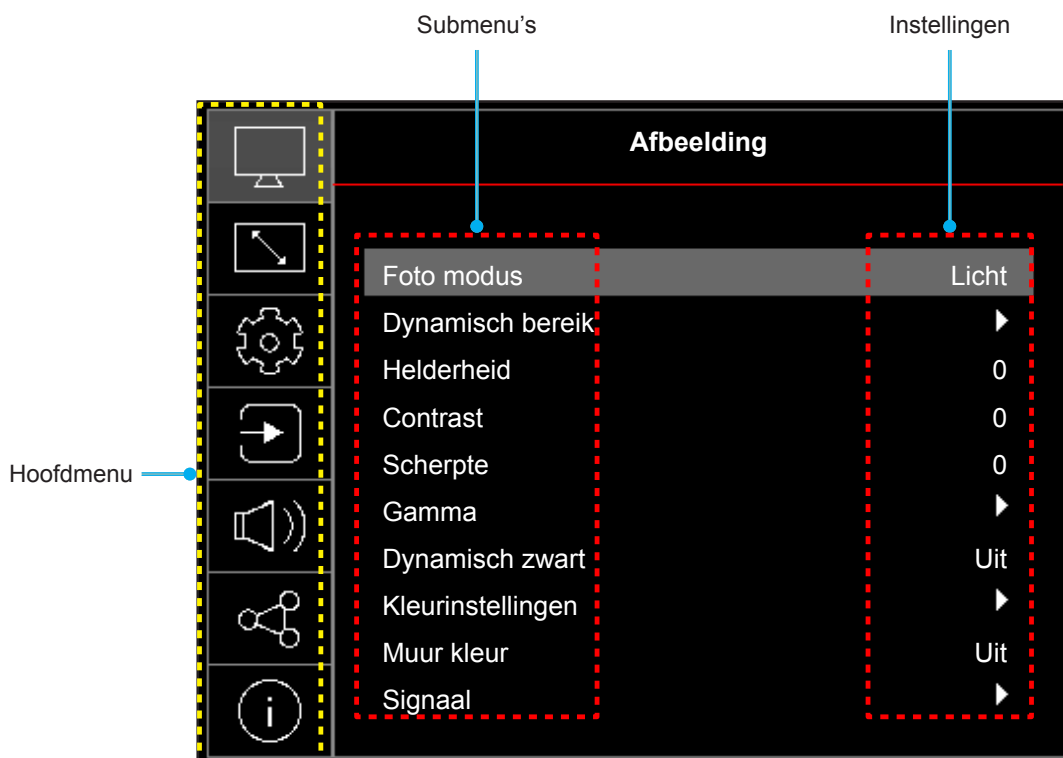 Submenu's
Instellingen
Afbeelding
Foto modus Licht
Dynamisch bereik
Helderheid 0
Contrast 0
Hoofdmenu
Scherpte 0
Gamma
Dynamisch zwart Uit
Kleurinstellingen
Muur kleur Uit
Signaal
i